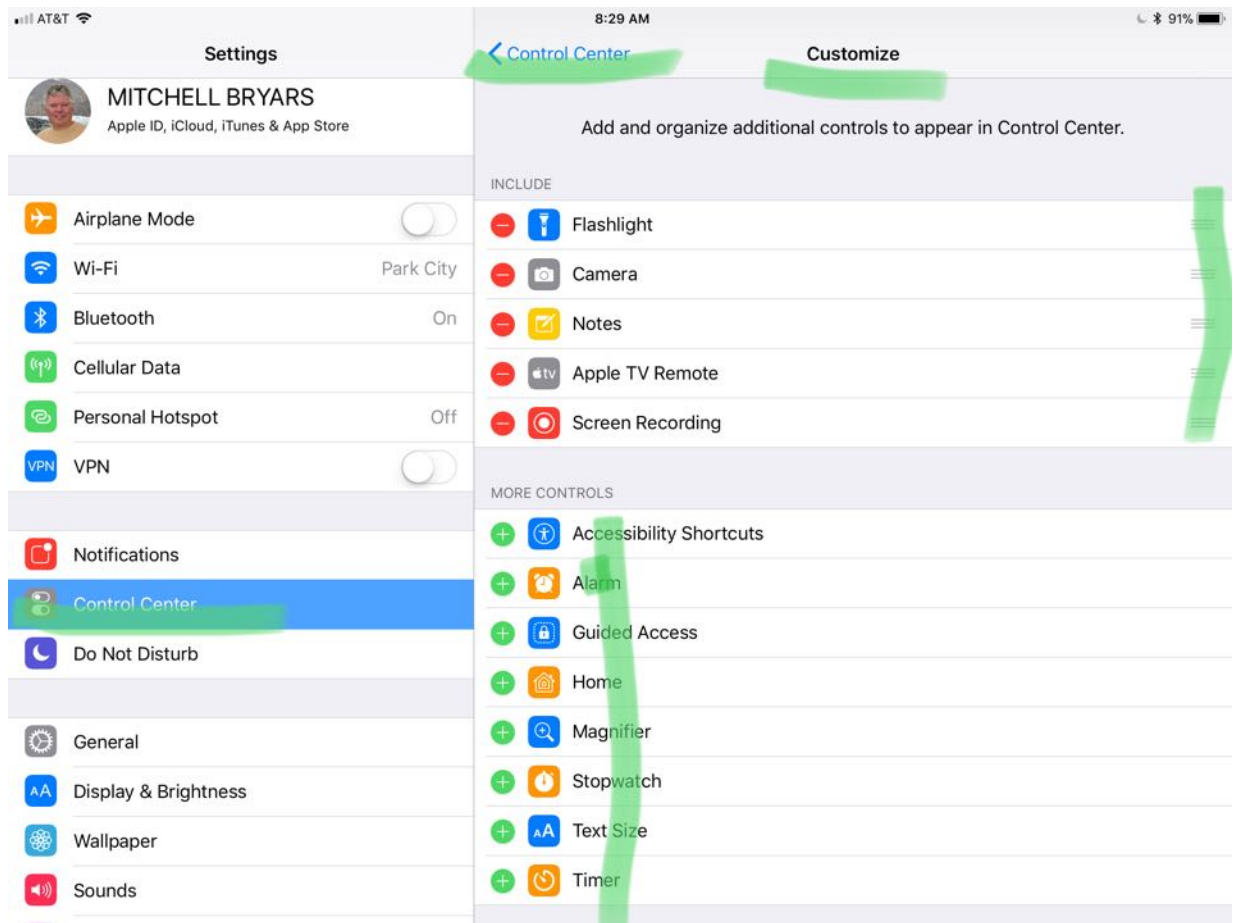 AT&T 8:29 AM 91%
Settings
Control Center Customize
MITCHELL BRYARS
Apple ID, iCloud, iTunes & App Store
Airplane Mode
Wi-Fi Park City
Bluetooth On
Cellular Data
Personal Hotspot Off
VPN VPN
Notifications
Control Center
Do Not Disturb
General
AA Display & Brightness
Wallpaper
Sounds
Add and organize additional controls to appear in Control Center.
INCLUDE
Flashlight
Camera
Notes
tv Apple TV Remote
Screen Recording
MORE CONTROLS
Accessibility Shortcuts
Alarm
Guided Access
Home
Magnifier
Stopwatch
AA Text Size
Timer